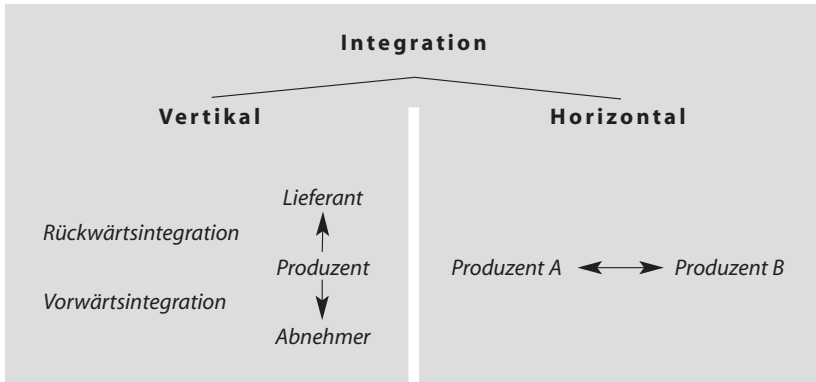 Integration
Vertikal
Horizontal
Lieferant
Rückwärtsintegration
Produzent
Vorwärtsintegration
Abnehmer
Produzent A
Produzent B